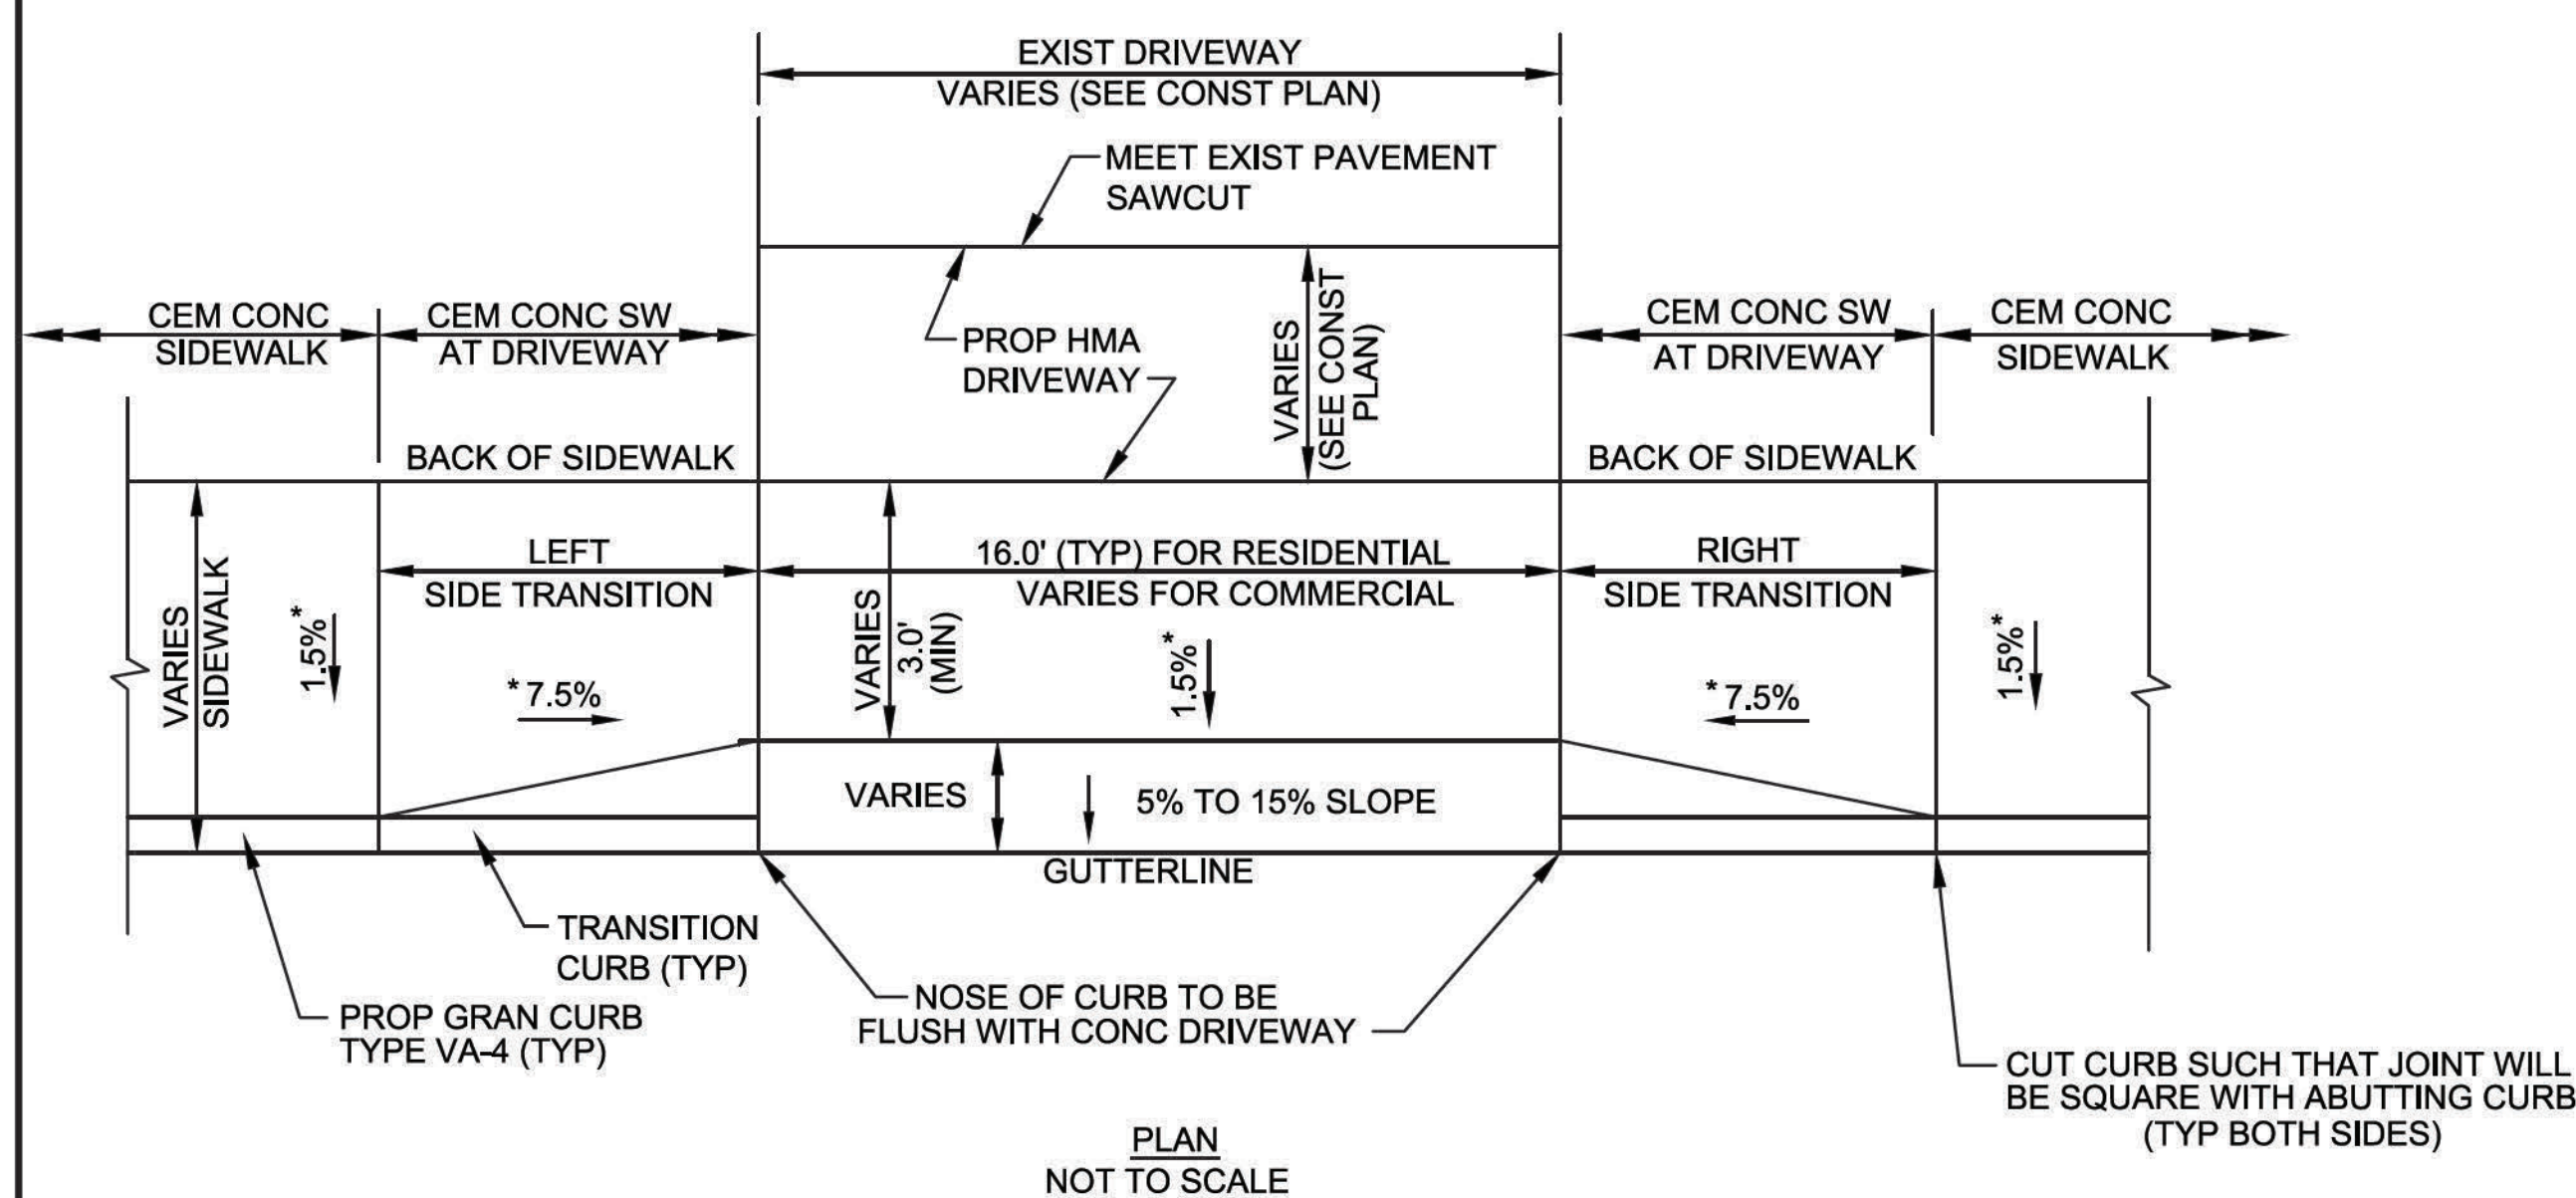 EXIST DRIVEWAY
VARIES (SEE CONST PLAN)
MEET EXIST PAVEMENT
SAWCUT
CEM CONC
SIDEWALK
CEM CONC SW
AT DRIVEWAY
PROP HMA
DRIVEWAY
VARIES
(SEE CONST
PLAN)
CEM CONC SW
AT DRIVEWAY
CEM CONC
SIDEWALK
BACK OF SIDEWALK
BACK OF SIDEWALK
VARIES
SIDEWALK
1.5%*
LEFT
SIDE TRANSITION
*7.5%
VARIES
3.0'
(MIN)
16.0' (TYP) FOR RESIDENTIAL
VARIES FOR COMMERCIAL
1.5%*
RIGHT
SIDE TRANSITION
*7.5%
1.5%*
VARIES
5% TO 15% SLOPE
GUTTERLINE
TRANSITION
CURB (TYP)
PROP GRAN CURB
TYPE VA-4 (TYP)
NOSE OF CURB TO BE
FLUSH WITH CONC DRIVEWAY
CUT CURB SUCH THAT JOINT WILL
BE SQUARE WITH ABUTTING CURB
(TYP BOTH SIDES)
PLAN
NOT TO SCALE